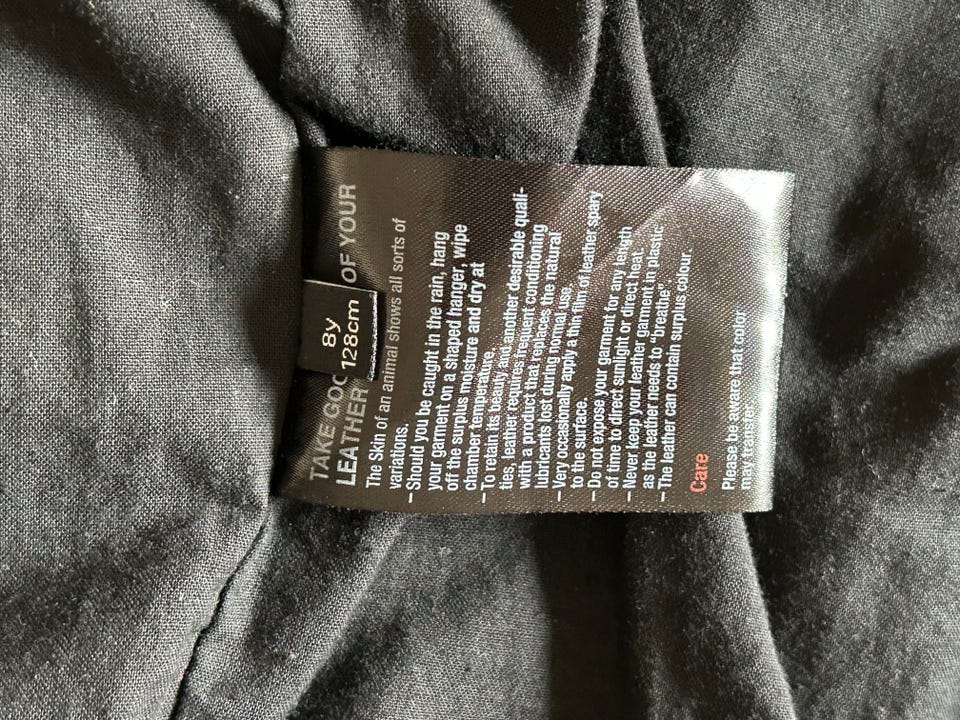 8y
128cm
TAKE GOO OF YOUR
LEATHER
The Skin of an animal shows all sorts of
variations.
– Should you be caught in the rain, hang
your garment on a shaped hanger, wipe
off the surplus moisture and dry at
chamber temperature.
– To retain its beauty and another desirable quali-
ties, leather requires frequent conditioning
with a product that replaces the natural
lubricants lost during normal use.
– Very occasionally apply a thin film of leather spary
to the surface.
– Do not expose your garment for any length
of time to direct sunlight or direct heat.
– Never keep your leather garment in plastic
as the leather needs to "breathe".
– The leather can contain surplus colour.
Care
Please be aware that color
may transfer.